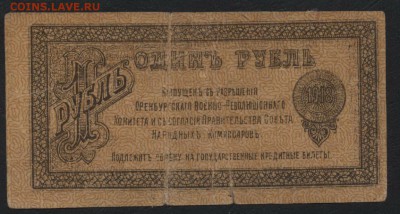 COINS.LAVE.RU
ОДИНЪ РУБЛЬ
1
РУБЛЬ
1918
ВЫПУЩЕНЪ СЪ РАЗРѢШЕНІЯ
ОРЕНБУРГСКАГО ВОЕННО-РЕВОЛЮЦІОННАГО
КОМИТЕТА И СЪ СОГЛАСІЯ ПРАВИТЕЛЬСТВА СОВѢТА
НАРОДНЫХЪ КОМИССАРОВЪ.
ПОДЛЕЖИТЪ ОБМѢНУ НА ГОСУДАРСТВЕННЫЕ КРЕДИТНЫЕ БИЛЕТЫ.